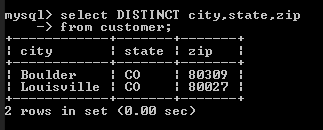 mysql> select DISTINCT city,state,zip
    -> from customer;
+------------+-------+-------+
| city       | state | zip   |
+------------+-------+-------+
| Boulder    | CO    | 80309 |
| Louisville | CO    | 80027 |
+------------+-------+-------+
2 rows in set (0.00 sec)